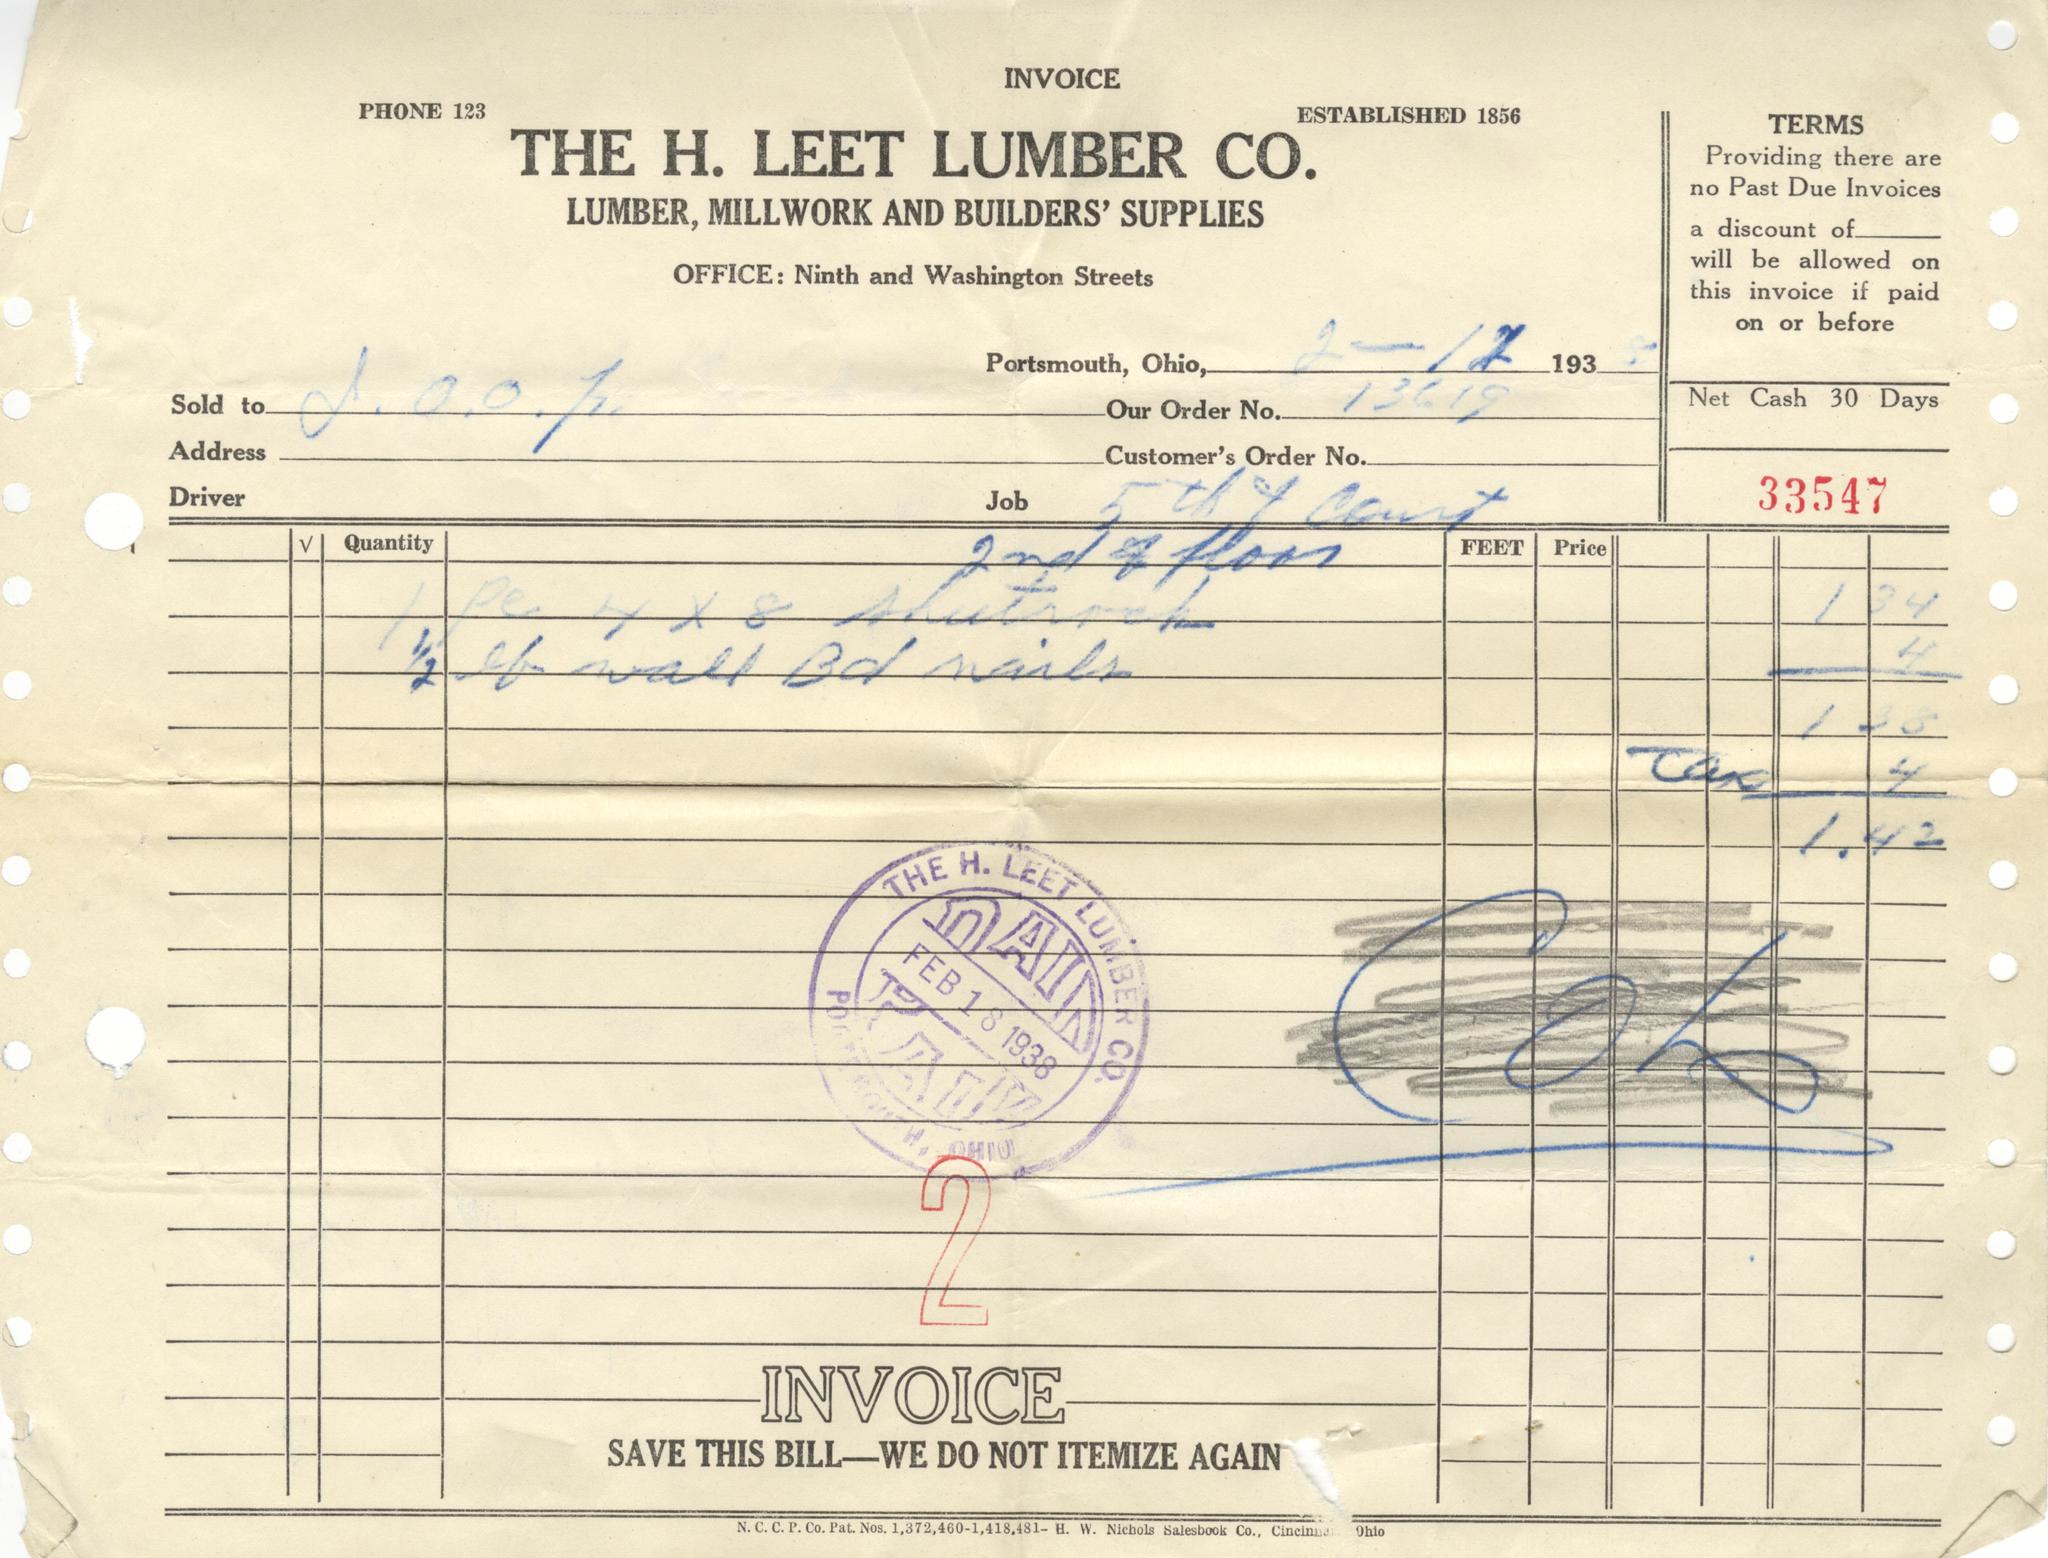 INVOICE
PHONE 123 ESTABLISHED 1856
THE H. LEET LUMBER CO.
LUMBER, MILLWORK AND BUILDERS' SUPPLIES
OFFICE: Ninth and Washington Streets
TERMS
Providing there are
no Past Due Invoices
a discount of
will be allowed on
this invoice if paid
on or before
Net Cash 30 Days
33547
Portsmouth, Ohio, 2-12 1938
Sold to I.O.O.F. Our Order No. 13619
Address Customer's Order No.
Driver Job 5th & Court
√ Quantity 2nd floor FEET Price
1 Pc 4 x 8 sheetrock 1 34
1/2 lb wall Bd nails 4
1 38
Tax 4
1.42
THE H. LEET LUMBER CO.
PAID
FEB 18 1938
PAID
PORTSMOUTH, OHIO
2
INVOICE
SAVE THIS BILL—WE DO NOT ITEMIZE AGAIN
N. C. C. P. Co. Pat. Nos. 1,372,460-1,418,481- H. W. Nichols Salesbook Co., Cincinna Ohio